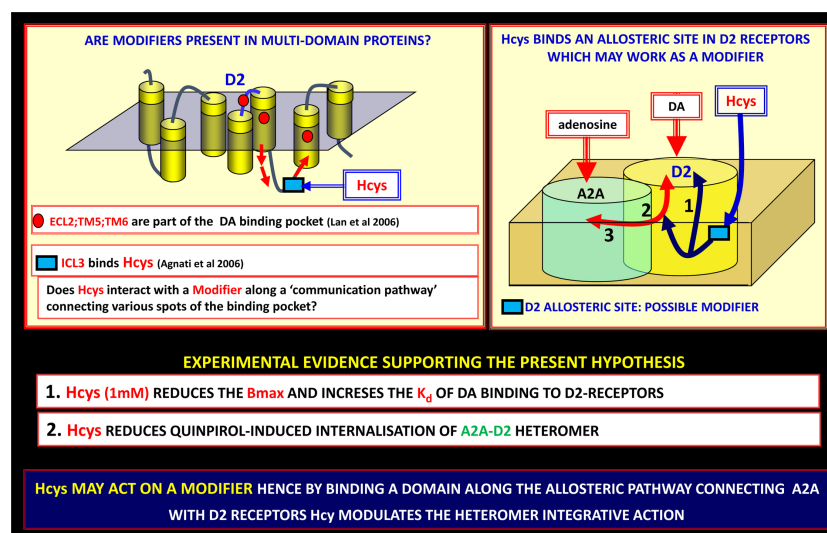 ARE MODIFIERS PRESENT IN MULTI-DOMAIN PROTEINS?
D2
Hcys
ECL2;TM5;TM6 are part of the DA binding pocket (Lan et al 2006)
ICL3 binds Hcys (Agnati et al 2006)
Does Hcys interact with a Modifier along a ‘communication pathway’
connecting various spots of the binding pocket?
Hcys BINDS AN ALLOSTERIC SITE IN D2 RECEPTORS
WHICH MAY WORK AS A MODIFIER
adenosine
DA
Hcys
A2A
D2
1
2
3
D2 ALLOSTERIC SITE: POSSIBLE MODIFIER
EXPERIMENTAL EVIDENCE SUPPORTING THE PRESENT HYPOTHESIS
1. Hcys (1mM) REDUCES THE Bmax AND INCRESES THE Kd OF DA BINDING TO D2-RECEPTORS
2. Hcys REDUCES QUINPIROL-INDUCED INTERNALISATION OF A2A-D2 HETEROMER
Hcys MAY ACT ON A MODIFIER HENCE BY BINDING A DOMAIN ALONG THE ALLOSTERIC PATHWAY CONNECTING A2A
WITH D2 RECEPTORS Hcy MODULATES THE HETEROMER INTEGRATIVE ACTION